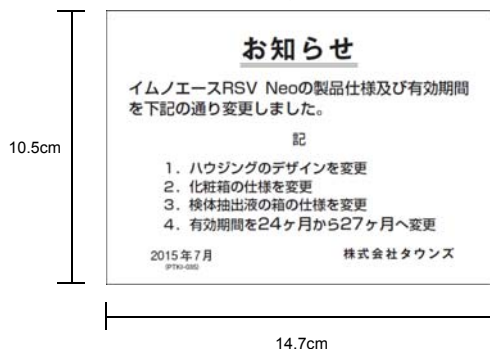 お知らせ
イムノエースRSV Neoの製品仕様及び有効期間
を下記の通り変更しました。
記
10.5cm
1. ハウジングのデザインを変更
2. 化粧箱の仕様を変更
3. 検体抽出液の箱の仕様を変更
4. 有効期間を24ヶ月から27ヶ月へ変更
2015年7月 株式会社タウンズ
(PTKI-035)
14.7cm